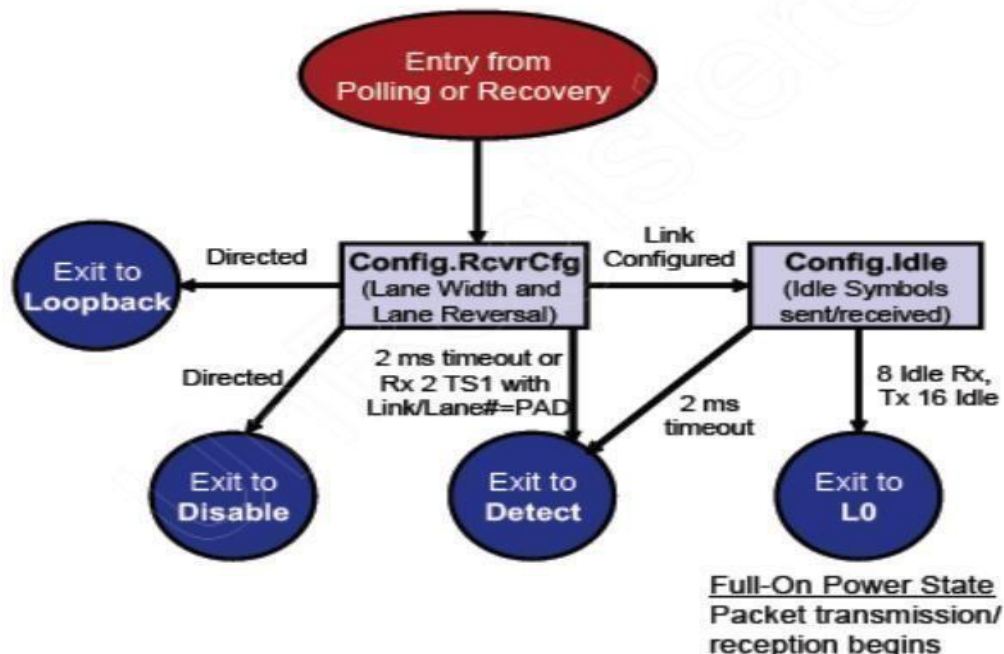 Entry from
Polling or Recovery
Directed
Link
Configured
Exit to
Loopback
Config.RcvrCfg
(Lane Width and
Lane Reversal)
Config.Idle
(Idle Symbols
sent/received)
Directed
2 ms timeout or
Rx 2 TS1 with
Link/Lane#=PAD
2 ms
timeout
8 Idle Rx,
Tx 16 Idle
Exit to
Disable
Exit to
Detect
Exit to
L0
Full-On Power State
Packet transmission/
reception begins